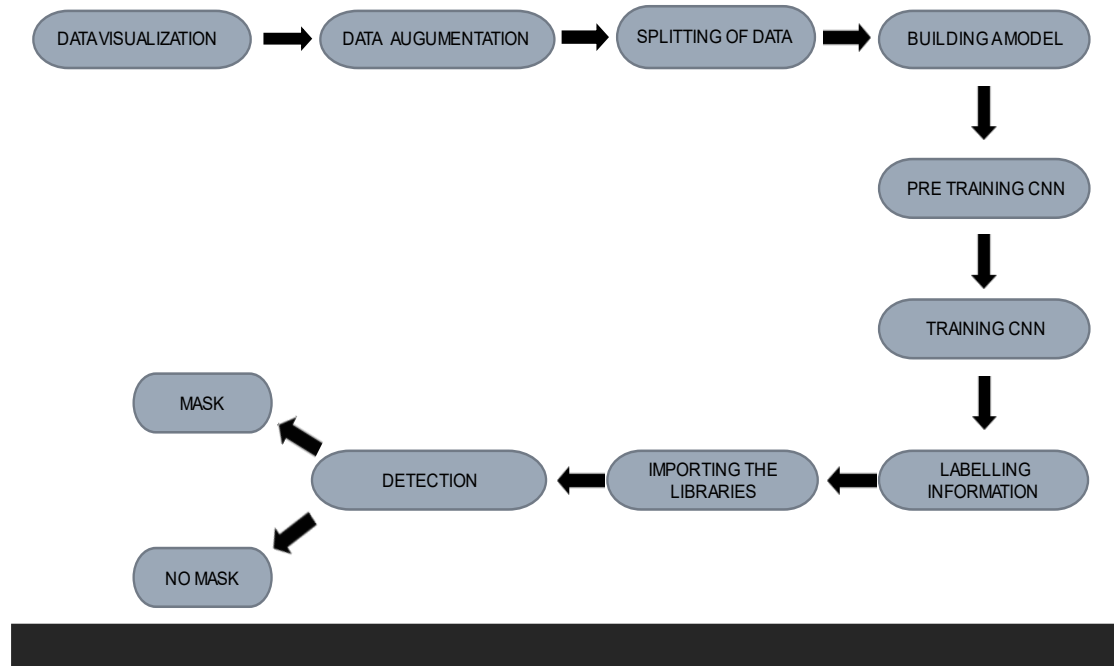 DATAVISUALIZATION
DATA AUGUMENTATION
SPLITTING OF DATA
BUILDING AMODEL
PRE TRAINING CNN
TRAINING CNN
LABELLING
INFORMATION
IMPORTING THE
LIBRARIES
DETECTION
MASK
NO MASK